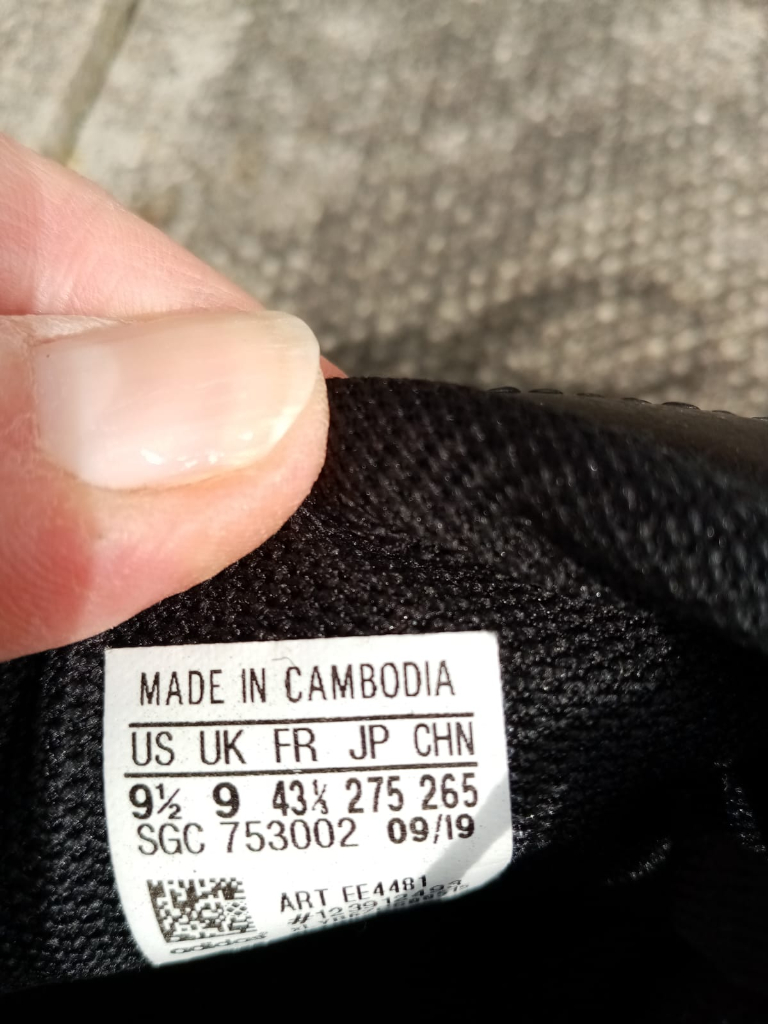 MADE IN CAMBODIA
US UK FR JP CHN
9½ 9 43⅓ 275 265
SGC 753002 09/19
ART EE4481
adidas